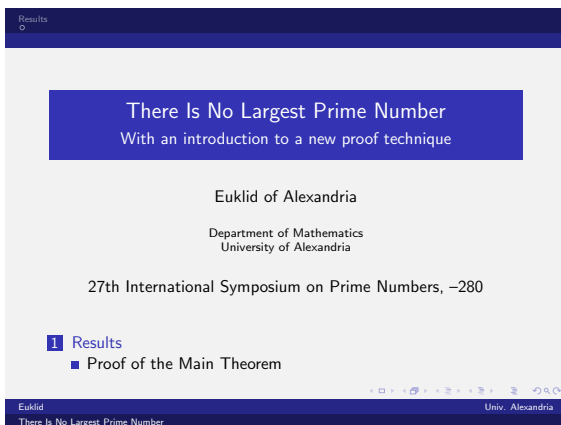 Results
There Is No Largest Prime Number
With an introduction to a new proof technique
Euklid of Alexandria
Department of Mathematics
University of Alexandria
27th International Symposium on Prime Numbers, –280
1 Results
Proof of the Main Theorem
Euklid Univ. Alexandria
There Is No Largest Prime Number